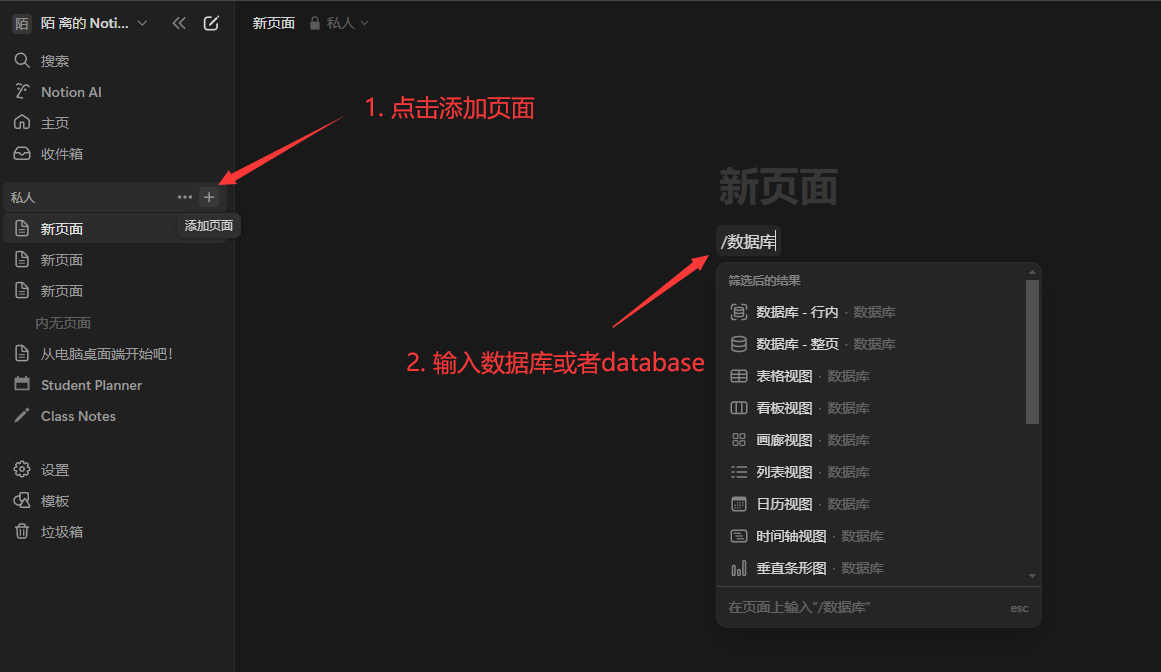 陌 陌 离的 Noti...
搜索
Notion AI
主页
收件箱
私人
添加页面
新页面
新页面
新页面
内无页面
从电脑桌面端开始吧！
Student Planner
Class Notes
设置
模板
垃圾箱
新页面 私人
1. 点击添加页面
新页面
/数据库
2. 输入数据库或者database
筛选后的结果
数据库 - 行内 · 数据库
数据库 - 整页 · 数据库
表格视图 · 数据库
看板视图 · 数据库
画廊视图 · 数据库
列表视图 · 数据库
日历视图 · 数据库
时间轴视图 · 数据库
垂直条形图 · 数据库
在页面上输入"/数据库" esc